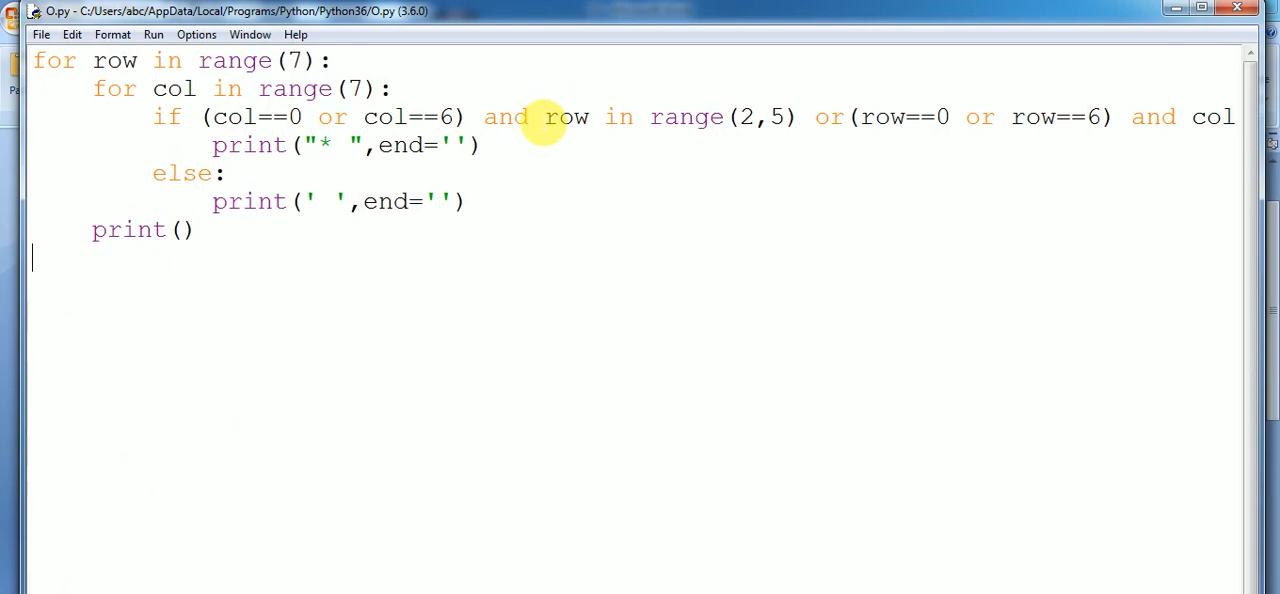 O.py - C:/Users/abc/AppData/Local/Programs/Python/Python36/O.py (3.6.0)
File Edit Format Run Options Window Help
for row in range(7):
    for col in range(7):
        if (col==0 or col==6) and row in range(2,5) or(row==0 or row==6) and col
            print("* ",end='')
        else:
            print(' ',end='')
    print()